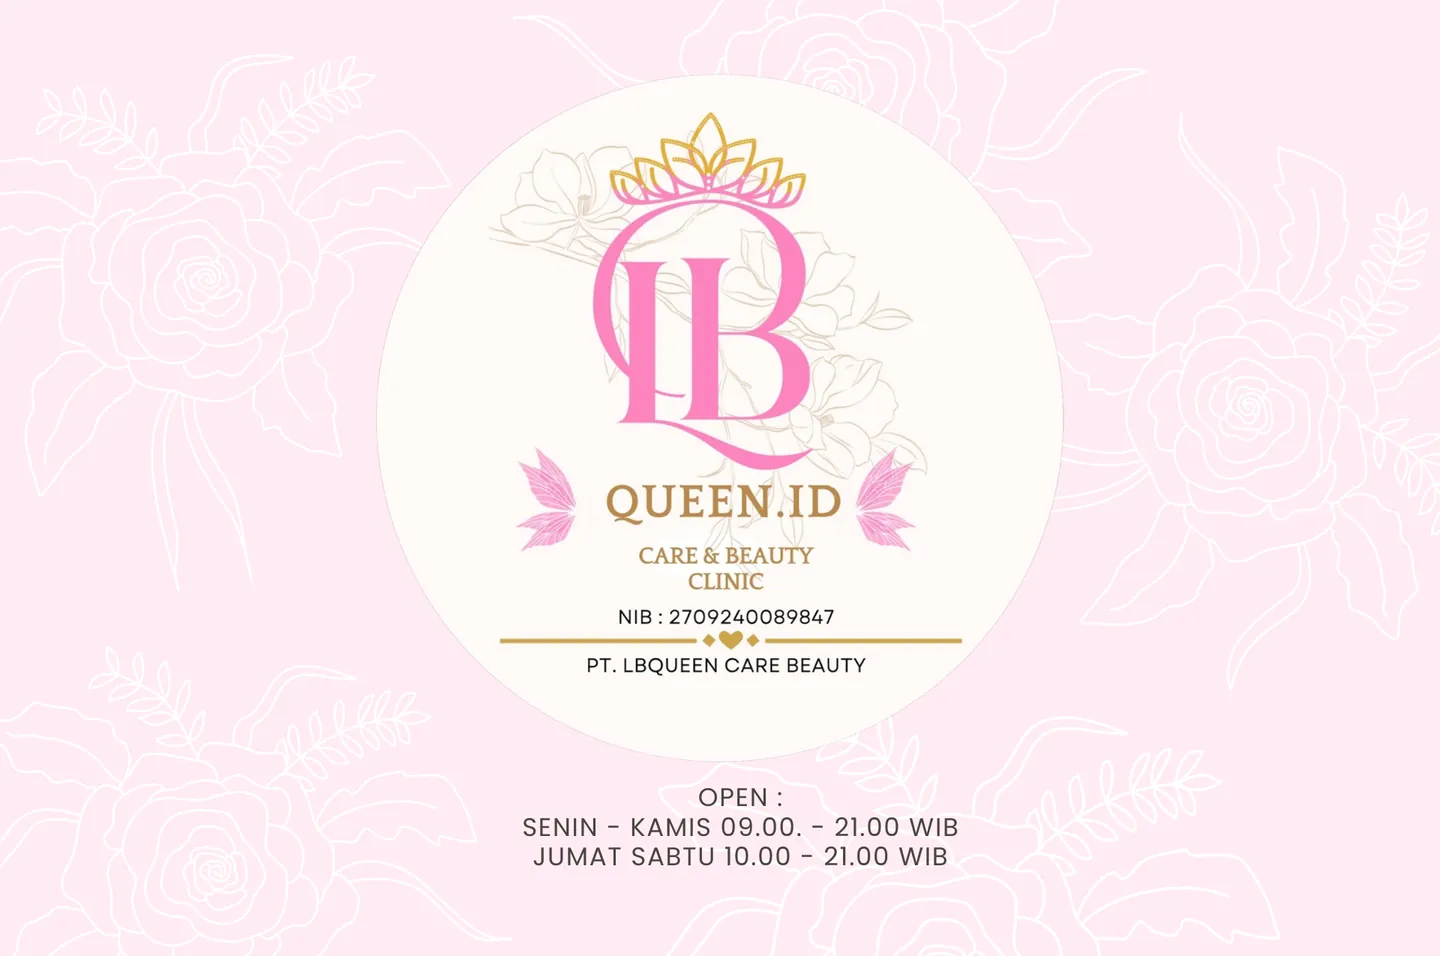 LB
QUEEN.ID
CARE & BEAUTY
CLINIC
NIB : 2709240089847
PT. LBQUEEN CARE BEAUTY
OPEN :
SENIN - KAMIS 09.00. - 21.00 WIB
JUMAT SABTU 10.00 - 21.00 WIB